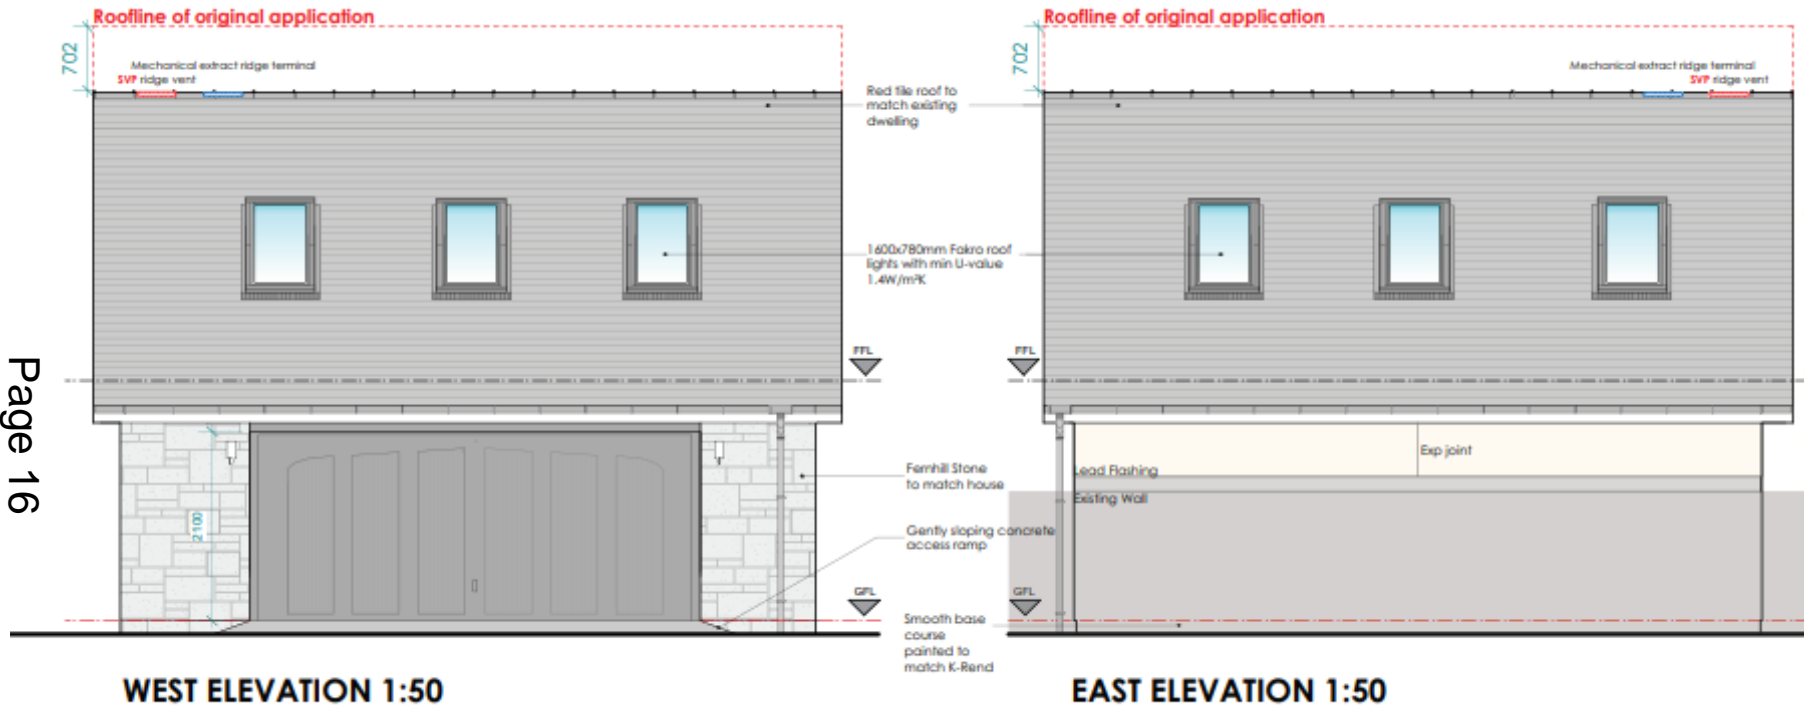 Roofline of original application
Roofline of original application
702
702
Mechanical extract ridge terminal
SVP ridge vent
Mechanical extract ridge terminal
SVP ridge vent
Red tile roof to
match existing
dwelling
1600x780mm Fakro roof
lights with min U-value
1.4W/m²K
FFL
FFL
Page 16
Exp joint
Lead Flashing
Existing Wall
Fernhill Stone
to match house
2100
Gently sloping concrete
access ramp
GFL
GFL
Smooth base
course
painted to
match K-Rend
WEST ELEVATION 1:50
EAST ELEVATION 1:50